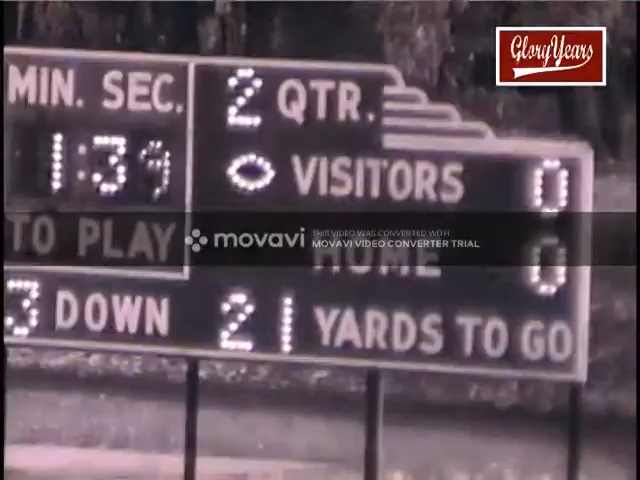 GloryYears
MIN. SEC.
2 QTR.
1:39
VISITORS 0
TO PLAY
movavi
THIS VIDEO WAS CONVERTED WITH
MOVAVI VIDEO CONVERTER TRIAL
HOME 0
3 DOWN
21 YARDS TO GO